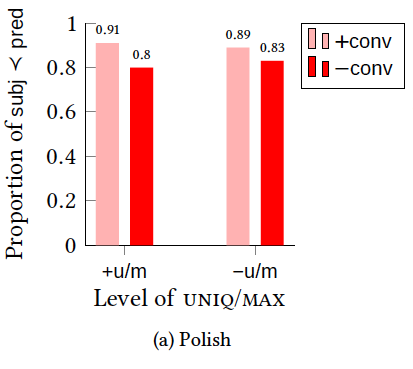 Proportion of subj ≺ pred
1
0.8
0.6
0.4
0.2
0
0.91
0.8
0.89
0.83
+conv
−conv
+u/m
−u/m
Level of UNIQ/MAX
(a) Polish